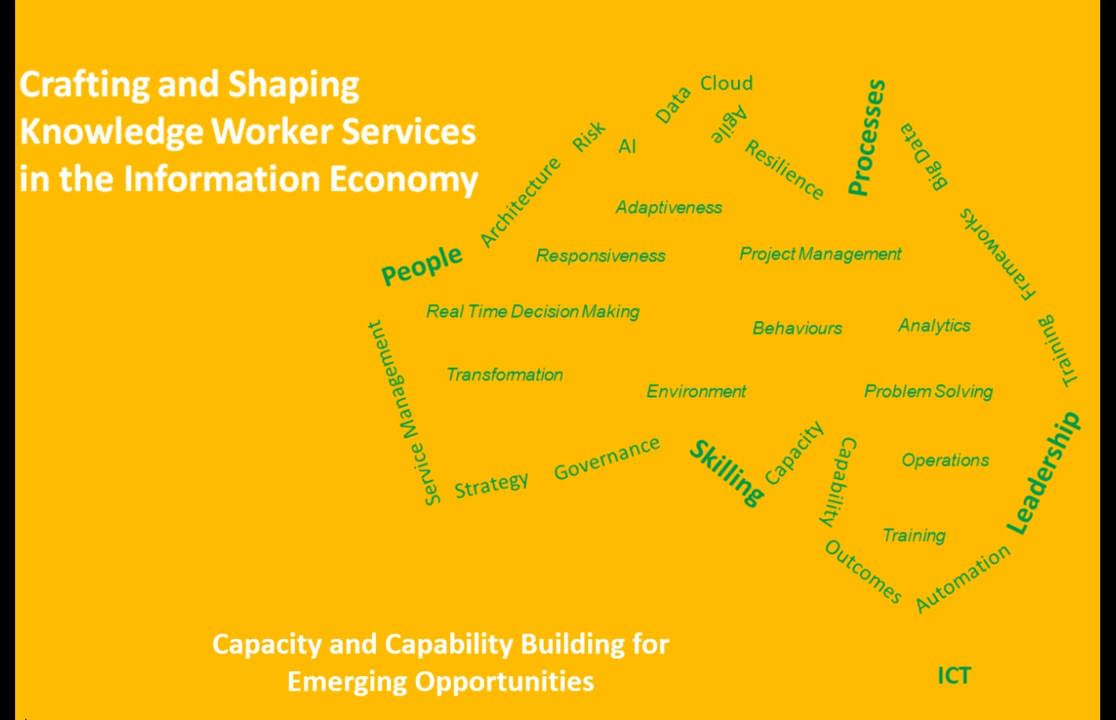 Crafting and Shaping
Knowledge Worker Services
in the Information Economy
Cloud
Data
Agile
Processes
Risk
AI
Resilience
Big Data
Architecture
Adaptiveness
People
Responsiveness
Project Management
Frameworks
Real Time Decision Making
Behaviours
Analytics
Training
Service Management
Transformation
Environment
Problem Solving
Leadership
Strategy
Governance
Skilling
Capacity
Capability
Operations
Training
Outcomes
Automation
Capacity and Capability Building for
Emerging Opportunities
ICT